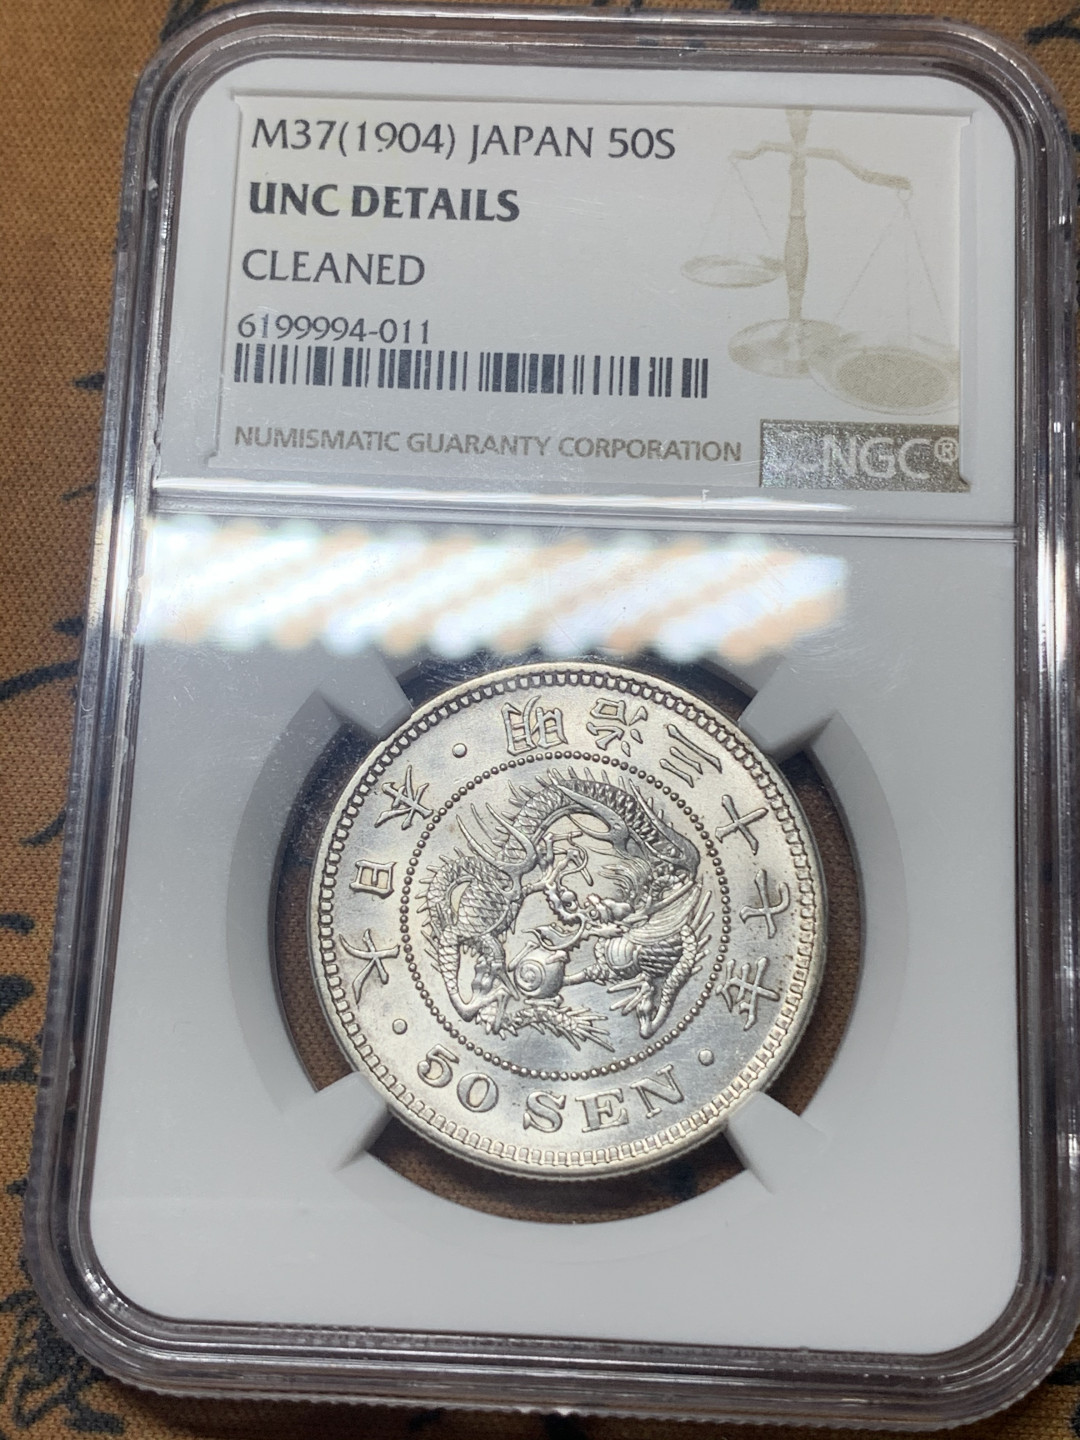 M37(1904) JAPAN 50S
UNC DETAILS
CLEANED
6199994-011
NUMISMATIC GUARANTY CORPORATION
NGC®
大日本 · 明治三十七年 ·
· 50 SEN ·